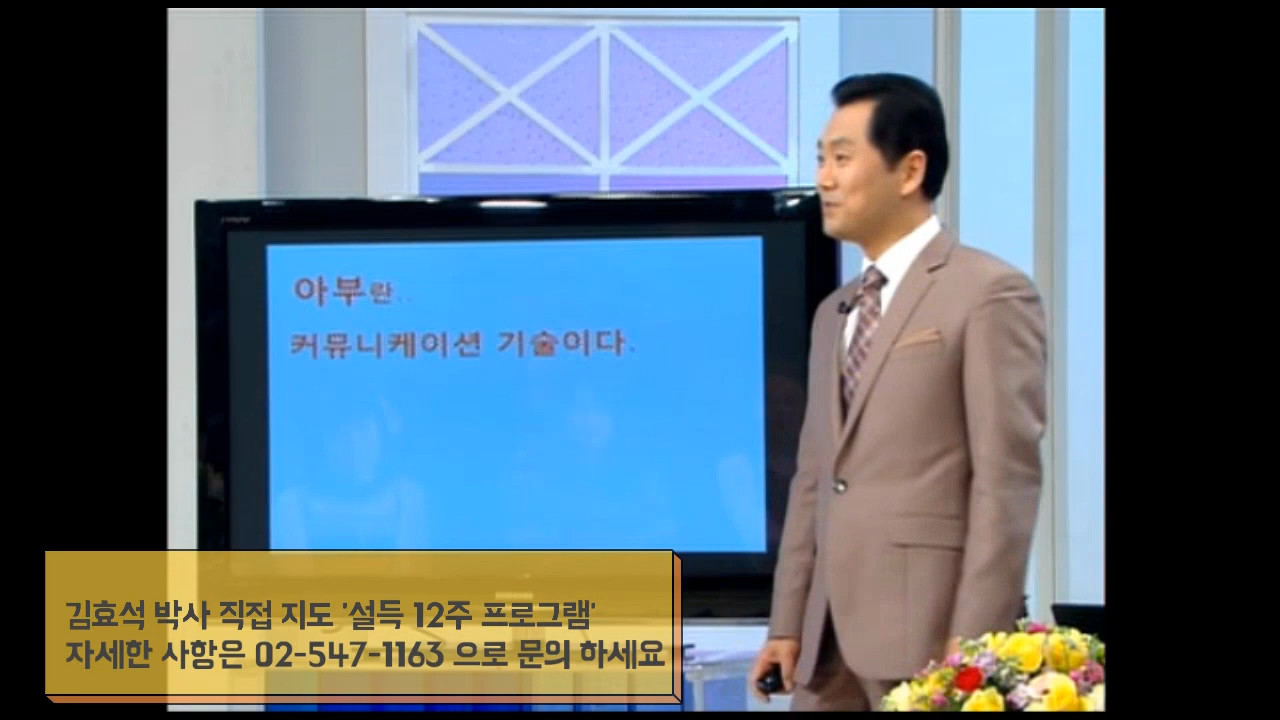 아부란..
커뮤니케이션 기술이다.
김효석 박사 직접 지도 '설득 12주 프로그램'
자세한 사항은 02-547-1163 으로 문의 하세요